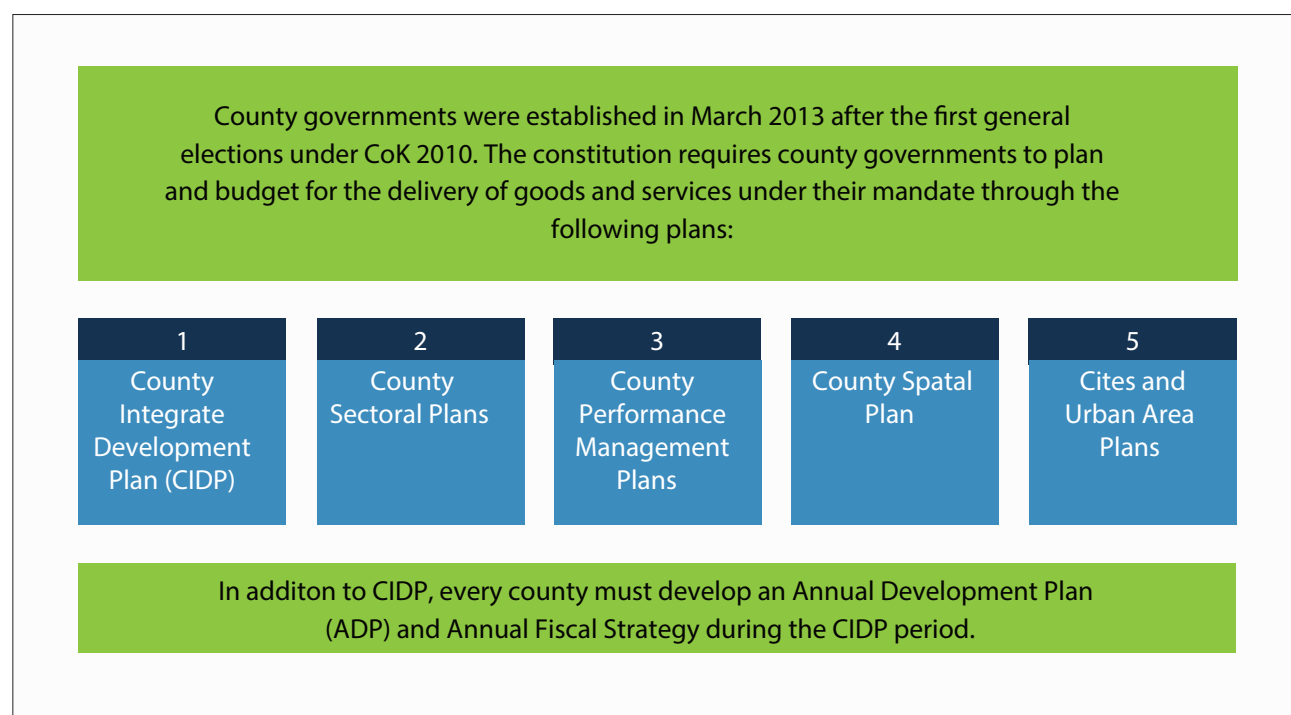 County governments were established in March 2013 after the first general
elections under CoK 2010. The constitution requires county governments to plan
and budget for the delivery of goods and services under their mandate through the
following plans:
1
County
Integrate
Development
Plan (CIDP)
2
County
Sectoral Plans
3
County
Performance
Management
Plans
4
County Spatal
Plan
5
Cites and
Urban Area
Plans
In additon to CIDP, every county must develop an Annual Development Plan
(ADP) and Annual Fiscal Strategy during the CIDP period.